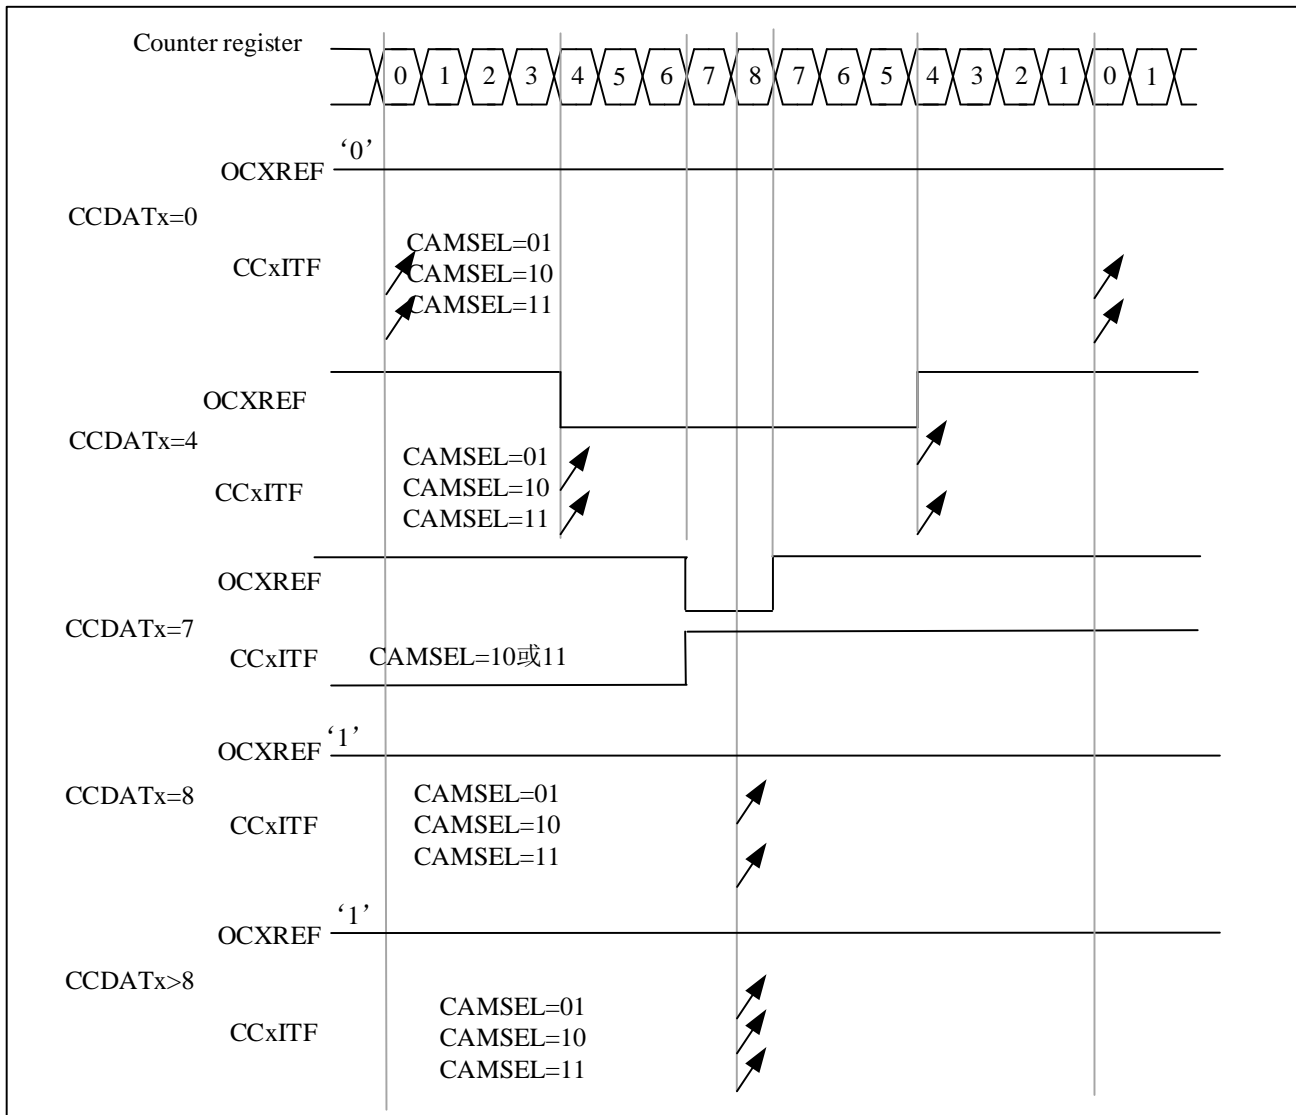 Counter register
0 1 2 3 4 5 6 7 8 7 6 5 4 3 2 1 0 1
‘0’
OCXREF
CCDATx=0
CAMSEL=01
CCxITF
CAMSEL=10
CAMSEL=11
OCXREF
CCDATx=4
CAMSEL=01
CAMSEL=10
CCxITF
CAMSEL=11
OCXREF
CCDATx=7
CCxITF
CAMSEL=10或11
‘1’
OCXREF
CCDATx=8
CAMSEL=01
CCxITF
CAMSEL=10
CAMSEL=11
‘1’
OCXREF
CCDATx>8
CAMSEL=01
CCxITF
CAMSEL=10
CAMSEL=11